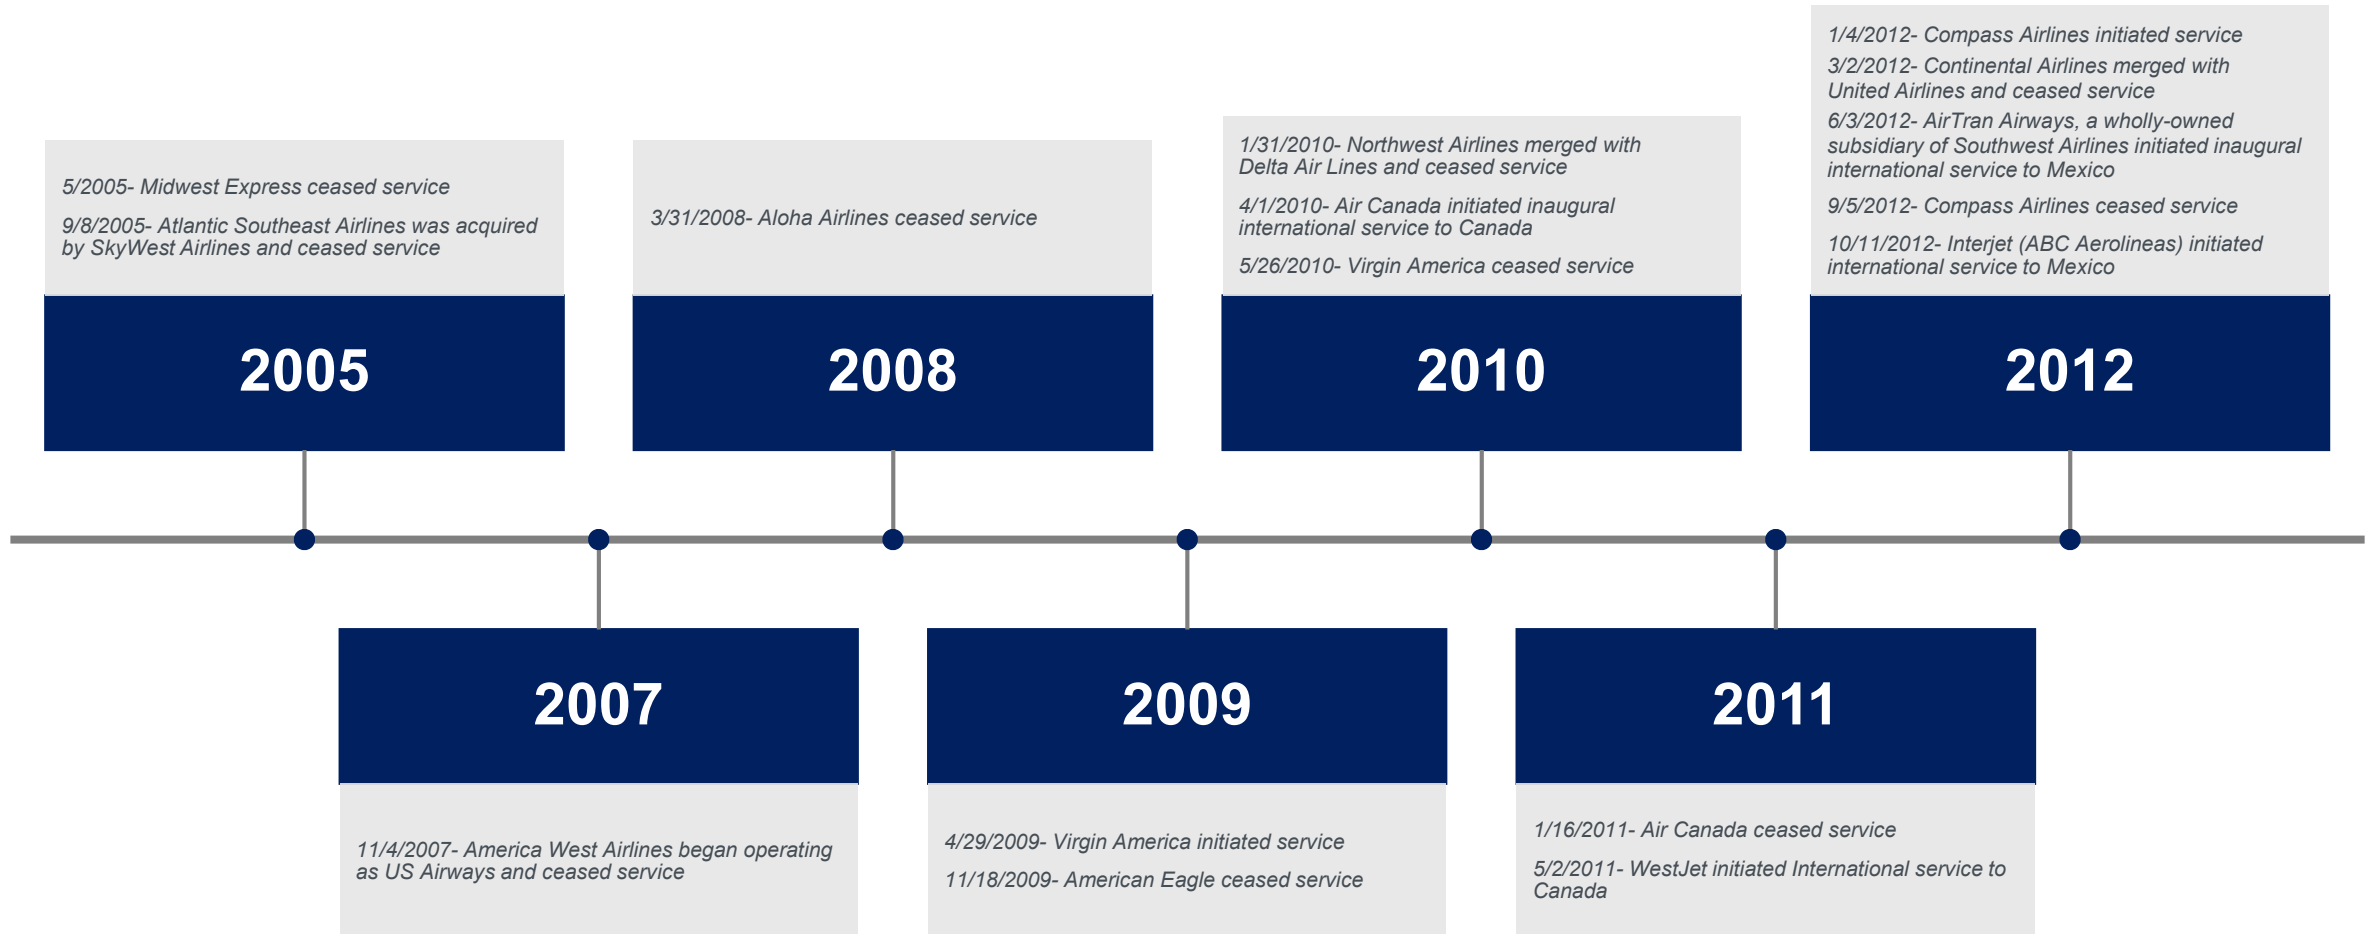 5/2005- Midwest Express ceased service
9/8/2005- Atlantic Southeast Airlines was acquired
by SkyWest Airlines and ceased service
2005
11/4/2007- America West Airlines began operating
as US Airways and ceased service
2007
3/31/2008- Aloha Airlines ceased service
2008
4/29/2009- Virgin America initiated service
11/18/2009- American Eagle ceased service
2009
1/31/2010- Northwest Airlines merged with
Delta Air Lines and ceased service
4/1/2010- Air Canada initiated inaugural
international service to Canada
5/26/2010- Virgin America ceased service
2010
1/16/2011- Air Canada ceased service
5/2/2011- WestJet initiated International service to
Canada
2011
1/4/2012- Compass Airlines initiated service
3/2/2012- Continental Airlines merged with
United Airlines and ceased service
6/3/2012- AirTran Airways, a wholly-owned
subsidiary of Southwest Airlines initiated inaugural
international service to Mexico
9/5/2012- Compass Airlines ceased service
10/11/2012- Interjet (ABC Aerolineas) initiated
international service to Mexico
2012